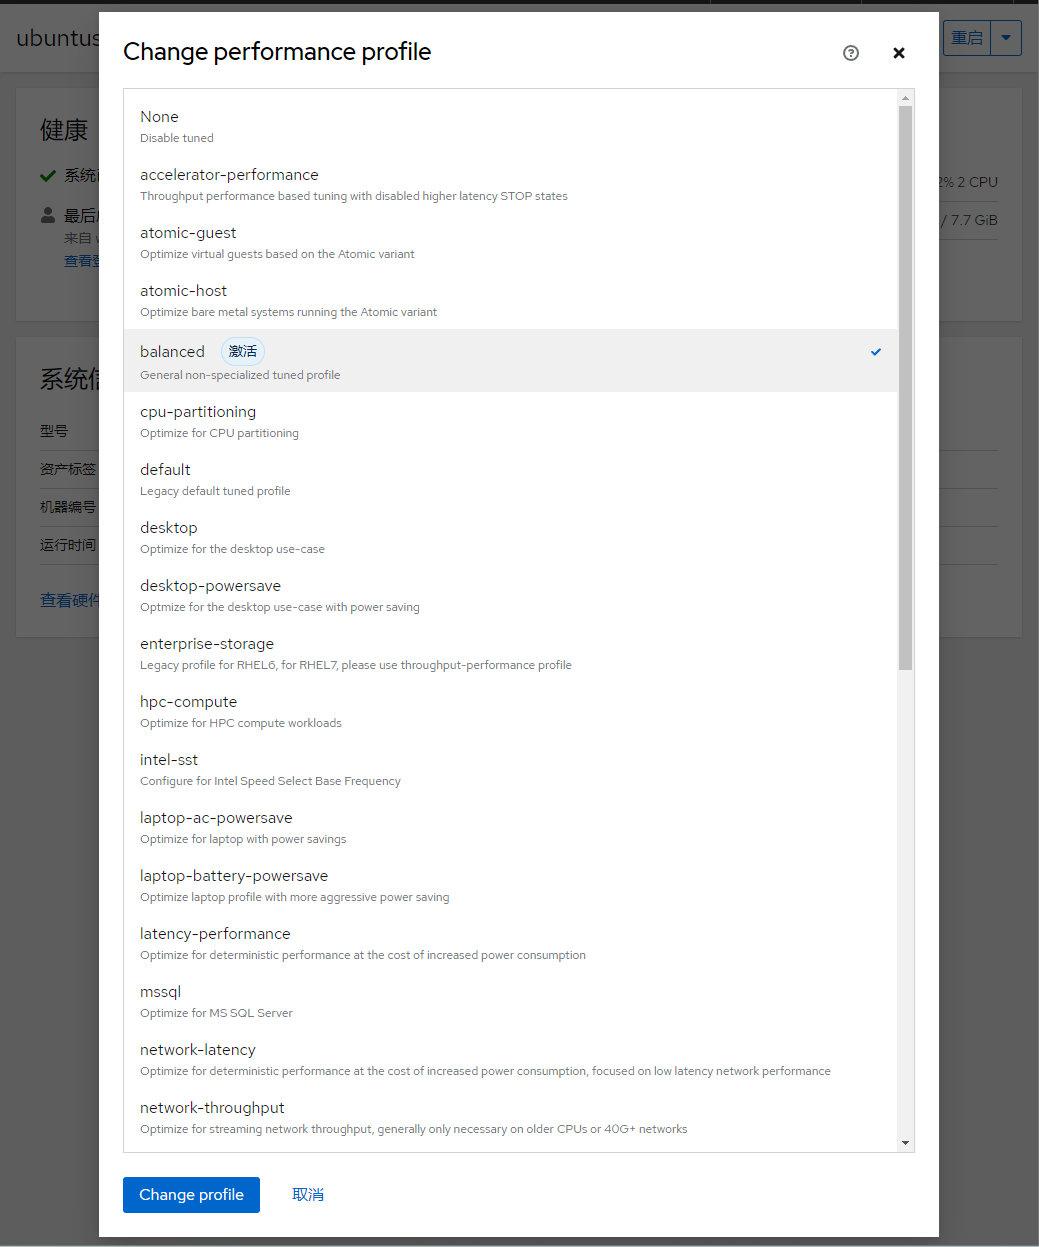 ubuntus
重启
Change performance profile
健康
系统
最后
来自
查看
2% 2 CPU
/ 7.7 GiB
None
Disable tuned
accelerator-performance
Throughput performance based tuning with disabled higher latency STOP states
atomic-guest
Optimize virtual guests based on the Atomic variant
atomic-host
Optimize bare metal systems running the Atomic variant
balanced 激活
General non-specialized tuned profile
cpu-partitioning
Optimize for CPU partitioning
default
Legacy default tuned profile
desktop
Optimize for the desktop use-case
desktop-powersave
Optmize for the desktop use-case with power saving
enterprise-storage
Legacy profile for RHEL6, for RHEL7, please use throughput-performance profile
hpc-compute
Optimize for HPC compute workloads
intel-sst
Configure for Intel Speed Select Base Frequency
laptop-ac-powersave
Optimize for laptop with power savings
laptop-battery-powersave
Optimize laptop profile with more aggressive power saving
latency-performance
Optimize for deterministic performance at the cost of increased power consumption
mssql
Optimize for MS SQL Server
network-latency
Optimize for deterministic performance at the cost of increased power consumption, focused on low latency network performance
network-throughput
Optimize for streaming network throughput, generally only necessary on older CPUs or 40G+ networks
系统信
型号
资产标签
机器编号
运行时间
查看硬件
Change profile
取消